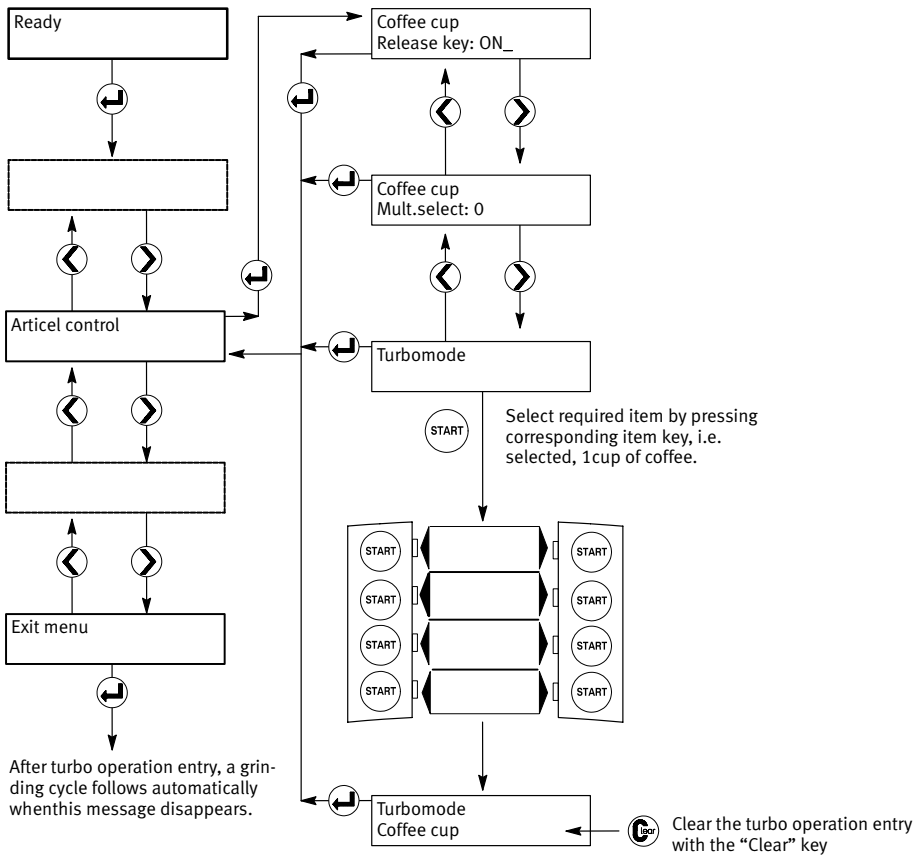 Ready
Coffee cup
Release key: ON_
Coffee cup
Mult.select: 0
Articel control
Turbomode
START
Select required item by pressing
corresponding item key, i.e.
selected, 1cup of coffee.
START
START
START
START
START
START
START
START
Exit menu
After turbo operation entry, a grin-
ding cycle follows automatically
whenthis message disappears.
Turbomode
Coffee cup
Clear
Clear the turbo operation entry
with the “Clear” key